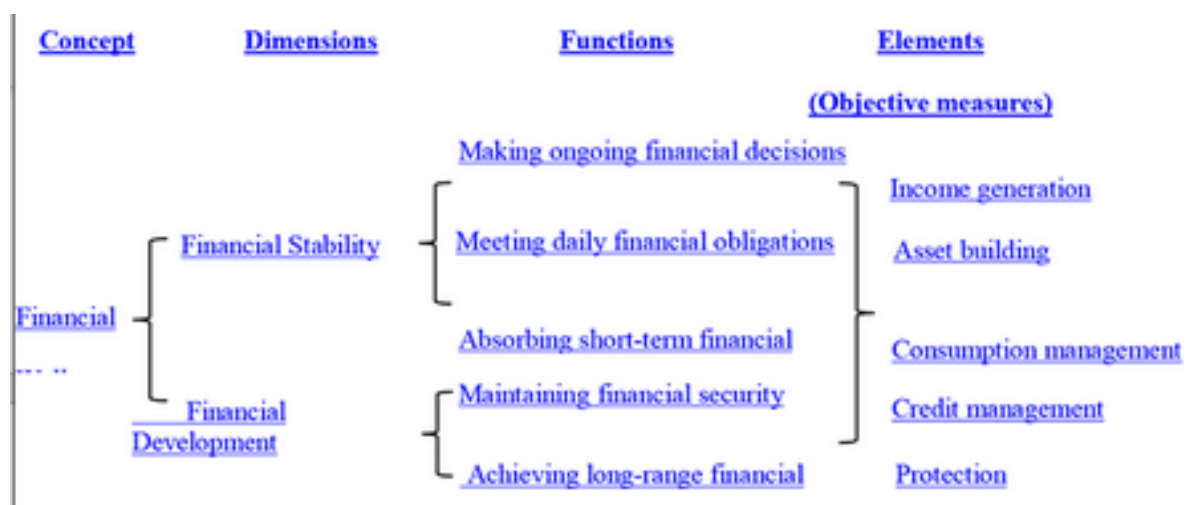 Concept Dimensions Functions Elements
(Objective measures)
Making ongoing financial decisions
Income generation
Financial Stability Meeting daily financial obligations Asset building
Financial
Absorbing short-term financial
Consumption management
Maintaining financial security
Financial Credit management
Development
Achieving long-range financial Protection